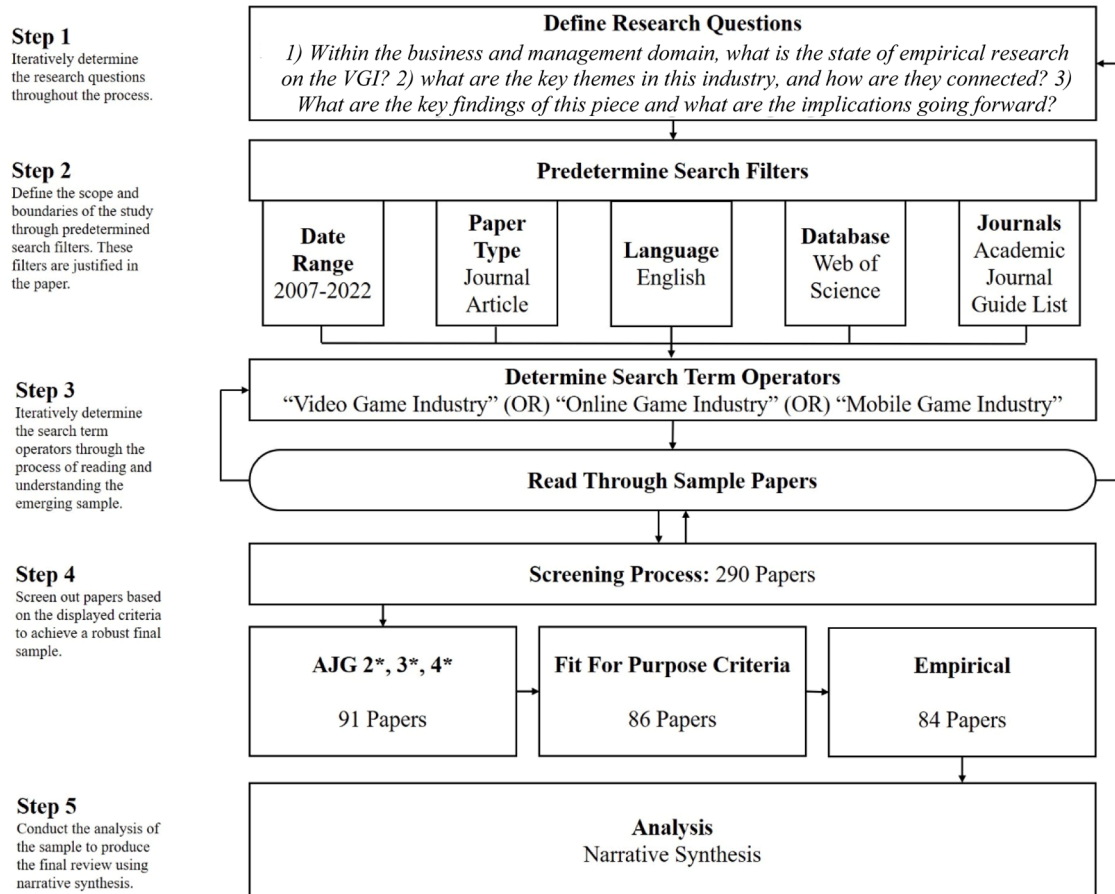 Step 1
Iteratively determine
the research questions
throughout the process.
Define Research Questions
1) Within the business and management domain, what is the state of empirical research
on the VGI? 2) what are the key themes in this industry, and how are they connected? 3)
What are the key findings of this piece and what are the implications going forward?
Step 2
Define the scope and
boundaries of the study
through predetermined
search filters. These
filters are justified in
the paper.
Predetermine Search Filters
Date
Range
2007-2022
Paper
Type
Journal
Article
Language
English
Database
Web of
Science
Journals
Academic
Journal
Guide List
Step 3
Iteratively determine
the search term
operators through the
process of reading and
understanding the
emerging sample.
Determine Search Term Operators
“Video Game Industry” (OR) “Online Game Industry” (OR) “Mobile Game Industry”
Read Through Sample Papers
Step 4
Screen out papers based
on the displayed criteria
to achieve a robust final
sample.
Screening Process: 290 Papers
AJG 2*, 3*, 4*
91 Papers
Fit For Purpose Criteria
86 Papers
Empirical
84 Papers
Step 5
Conduct the analysis of
the sample to produce
the final review using
narrative synthesis.
Analysis
Narrative Synthesis